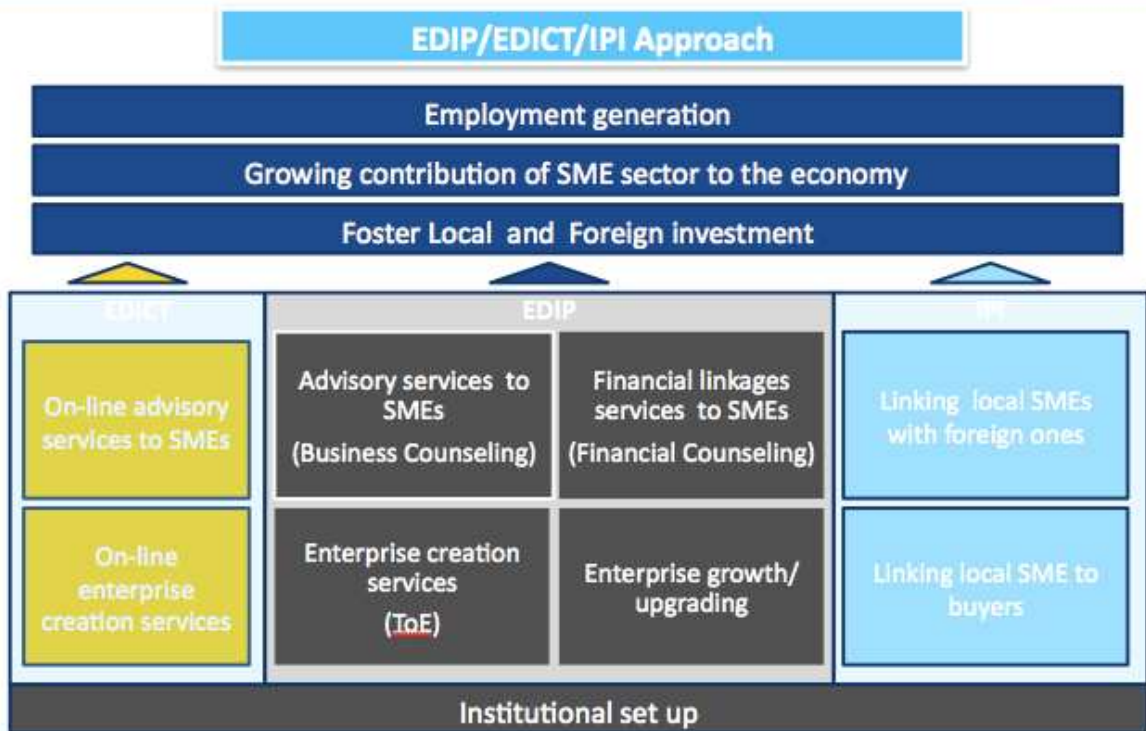 EDIP/EDICT/IPI Approach
Employment generation
Growing contribution of SME sector to the economy
Foster Local and Foreign investment
EDICT
EDIP
IPI
On-line advisory
services to SMEs
Advisory services to
SMEs
(Business Counseling)
Financial linkages
services to SMEs
(Financial Counseling)
Linking local SMEs
with foreign ones
On-line
enterprise
creation services
Enterprise creation
services
(ToE)
Enterprise growth/
upgrading
Linking local SME to
buyers
Institutional set up